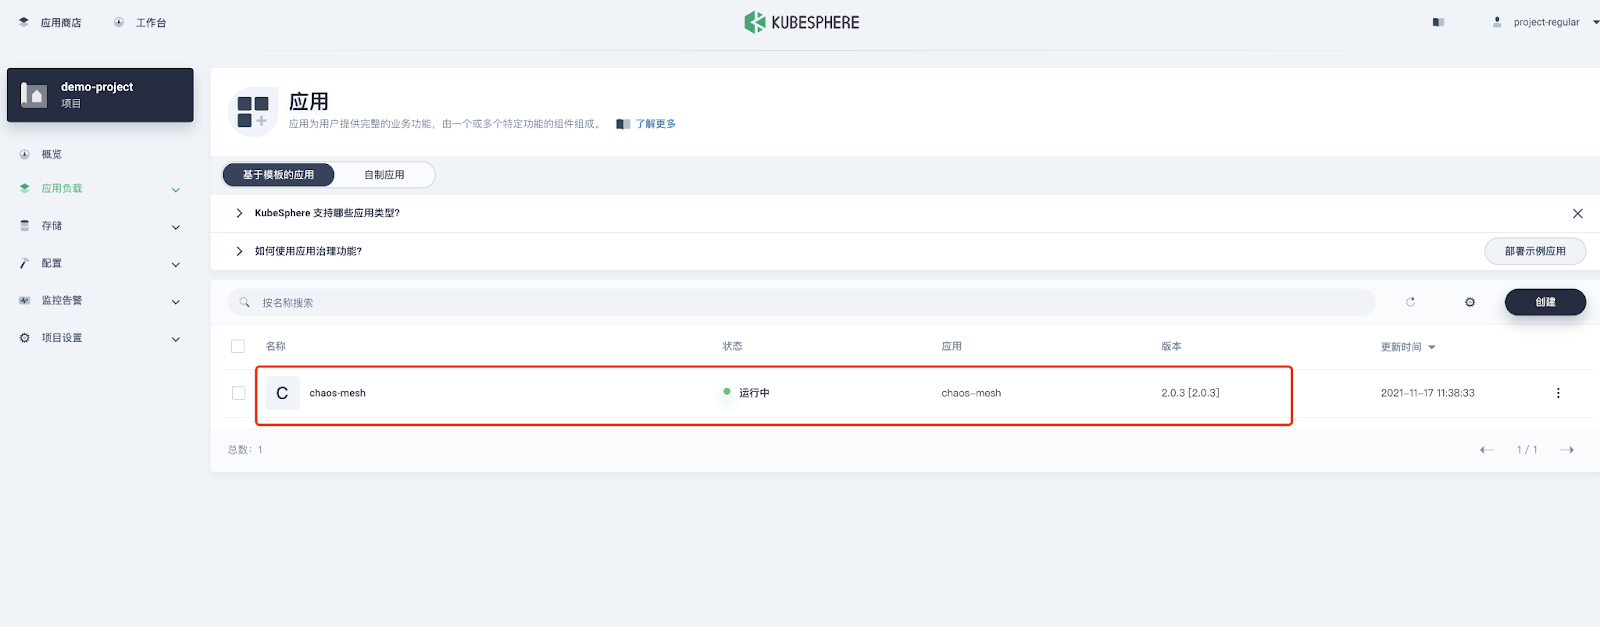 应用商店 工作台 KUBESPHERE project-regular
demo-project
项目
概览
应用负载
存储
配置
监控告警
项目设置
应用
应用为用户提供完整的业务功能，由一个或多个特定功能的组件组成。 了解更多
基于模板的应用 自制应用
KubeSphere 支持哪些应用类型?
如何使用应用治理功能? 部署示例应用
按名称搜索 创建
名称 状态 应用 版本 更新时间
C chaos-mesh 运行中 chaos-mesh 2.0.3 [2.0.3] 2021-11-17 11:38:33
总数: 1 1 / 1